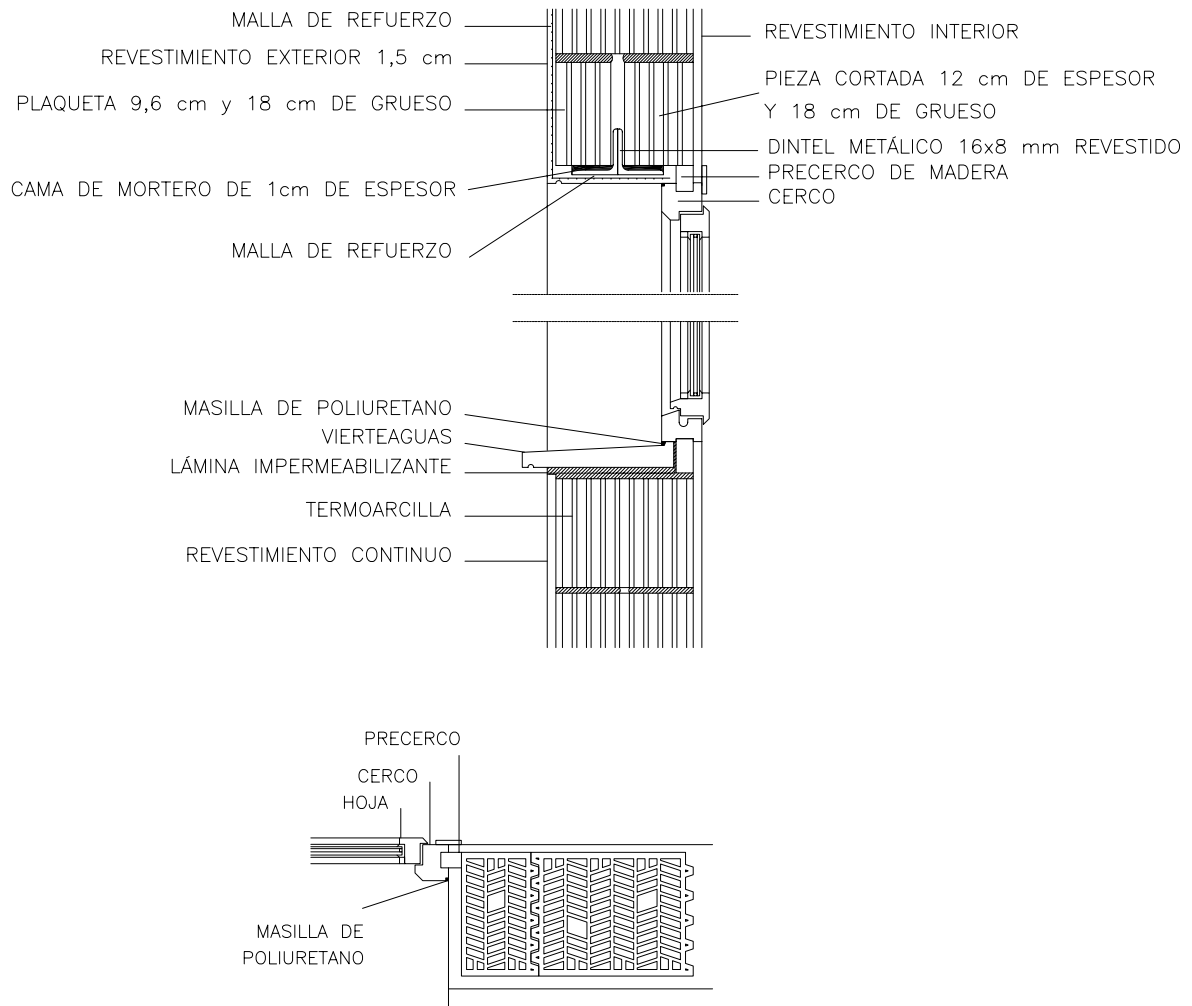 MALLA DE REFUERZO
REVESTIMIENTO EXTERIOR 1,5 cm
PLAQUETA 9,6 cm y 18 cm DE GRUESO
CAMA DE MORTERO DE 1cm DE ESPESOR
MALLA DE REFUERZO
REVESTIMIENTO INTERIOR
PIEZA CORTADA 12 cm DE ESPESOR
Y 18 cm DE GRUESO
DINTEL METÁLICO 16x8 mm REVESTIDO
PRECERCO DE MADERA
CERCO
MASILLA DE POLIURETANO
VIERTEAGUAS
LÁMINA IMPERMEABILIZANTE
TERMOARCILLA
REVESTIMIENTO CONTINUO
PRECERCO
CERCO
HOJA
MASILLA DE
POLIURETANO